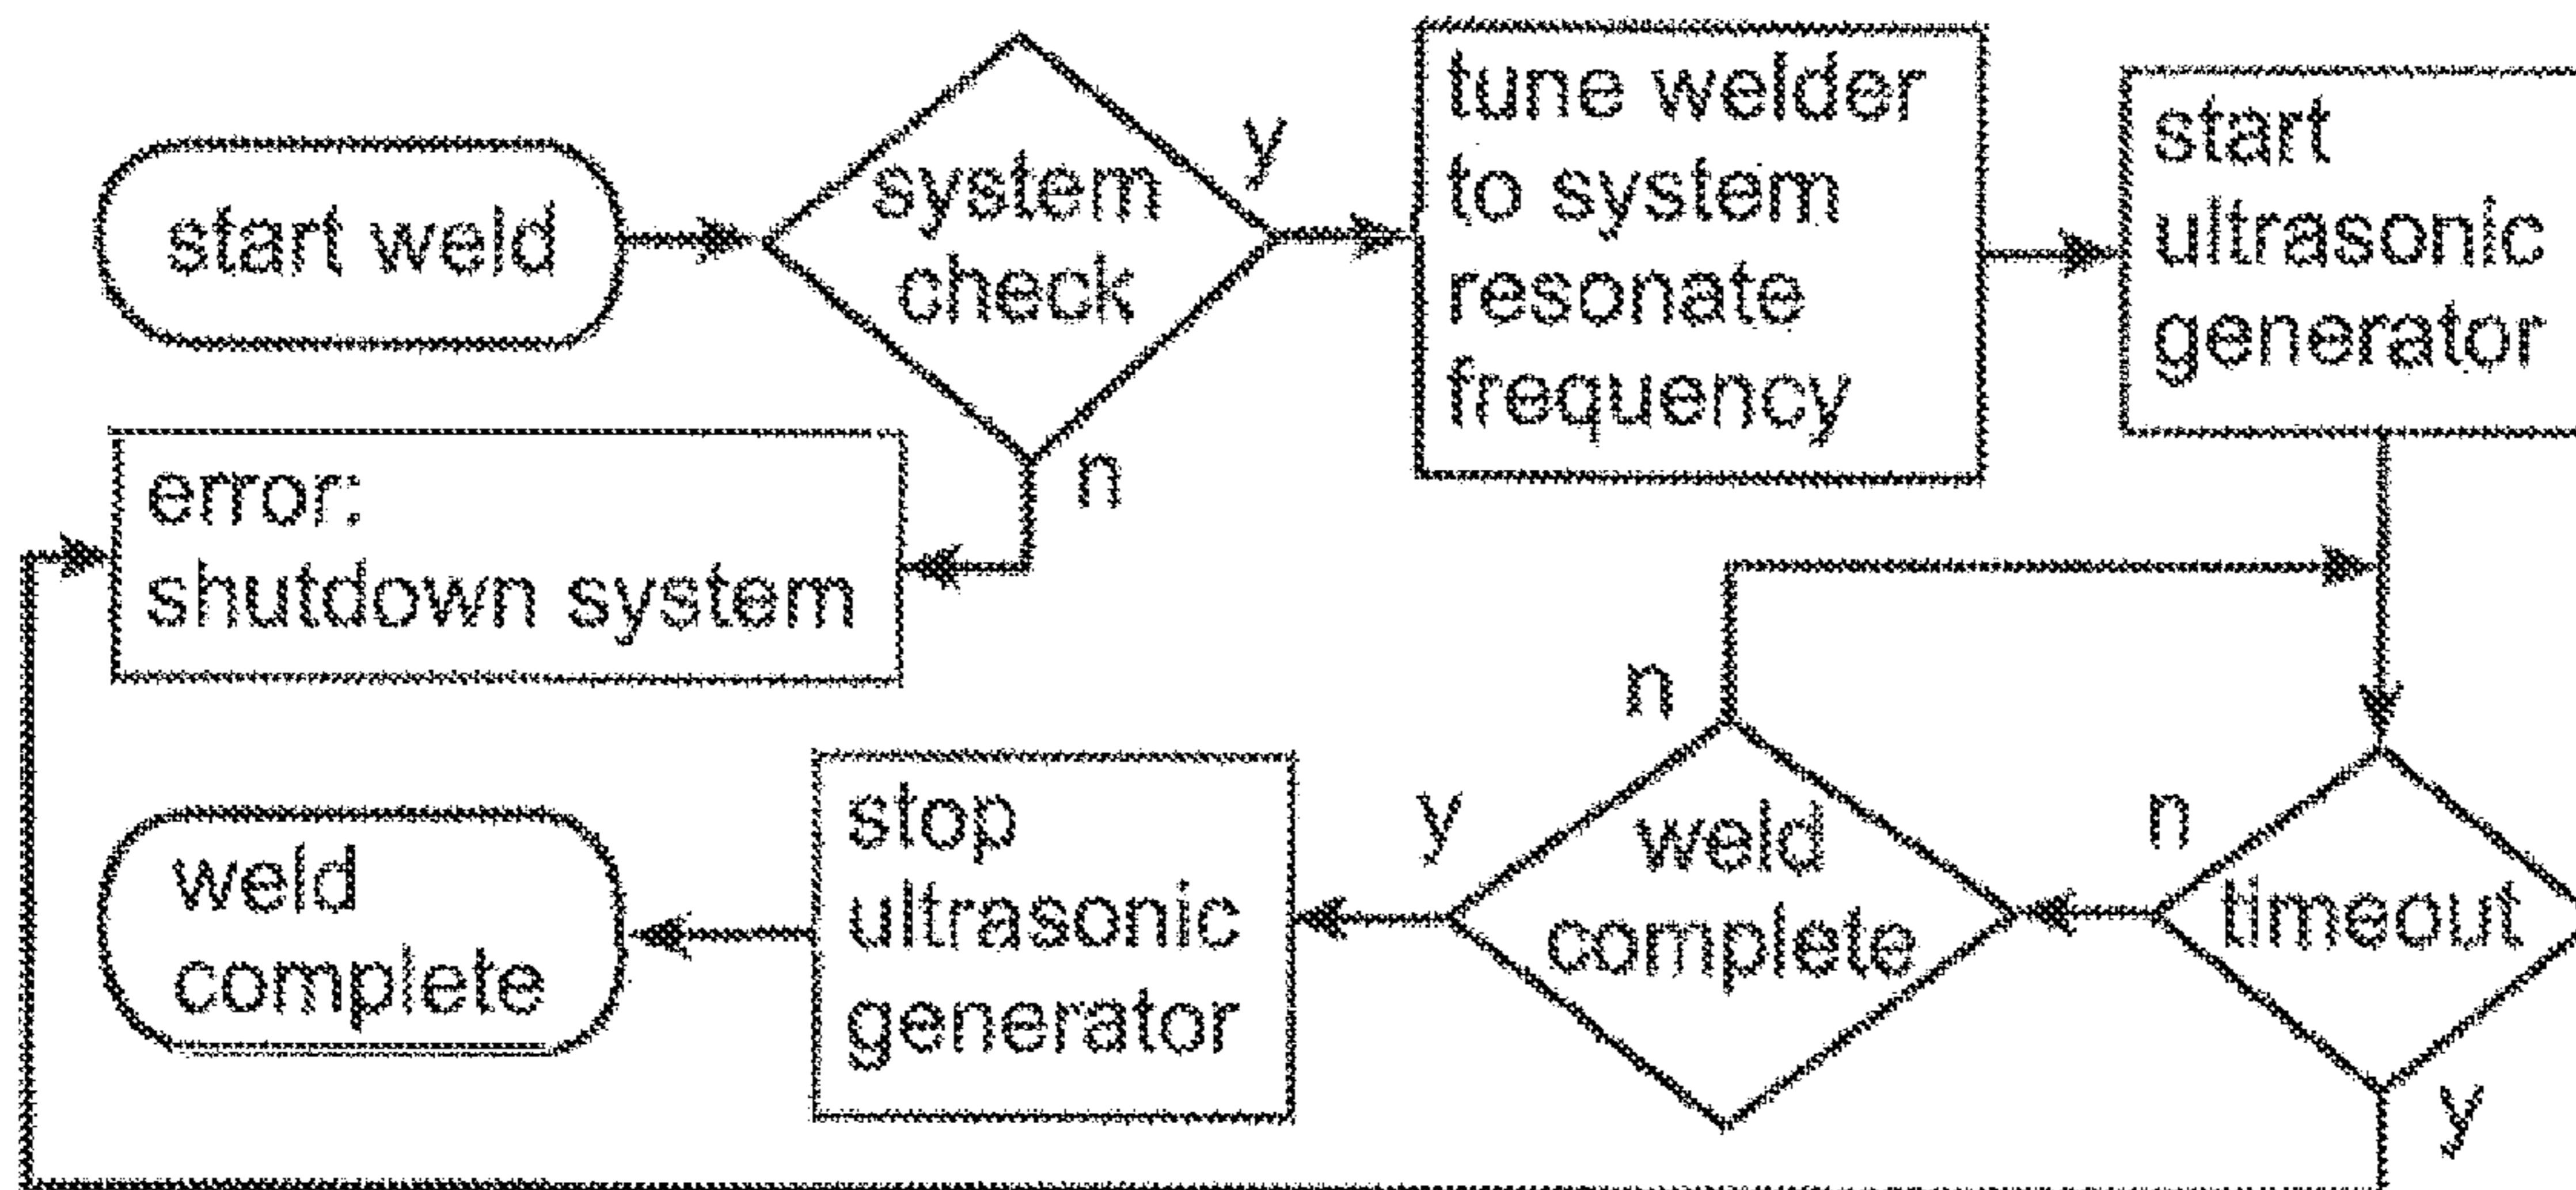 start weld
system
check
y
n
tune welder
to system
resonate
frequency
start
ultrasonic
generator
error:
shutdown system
n
timeout
y
n
weld
complete
y
stop
ultrasonic
generator
weld
complete